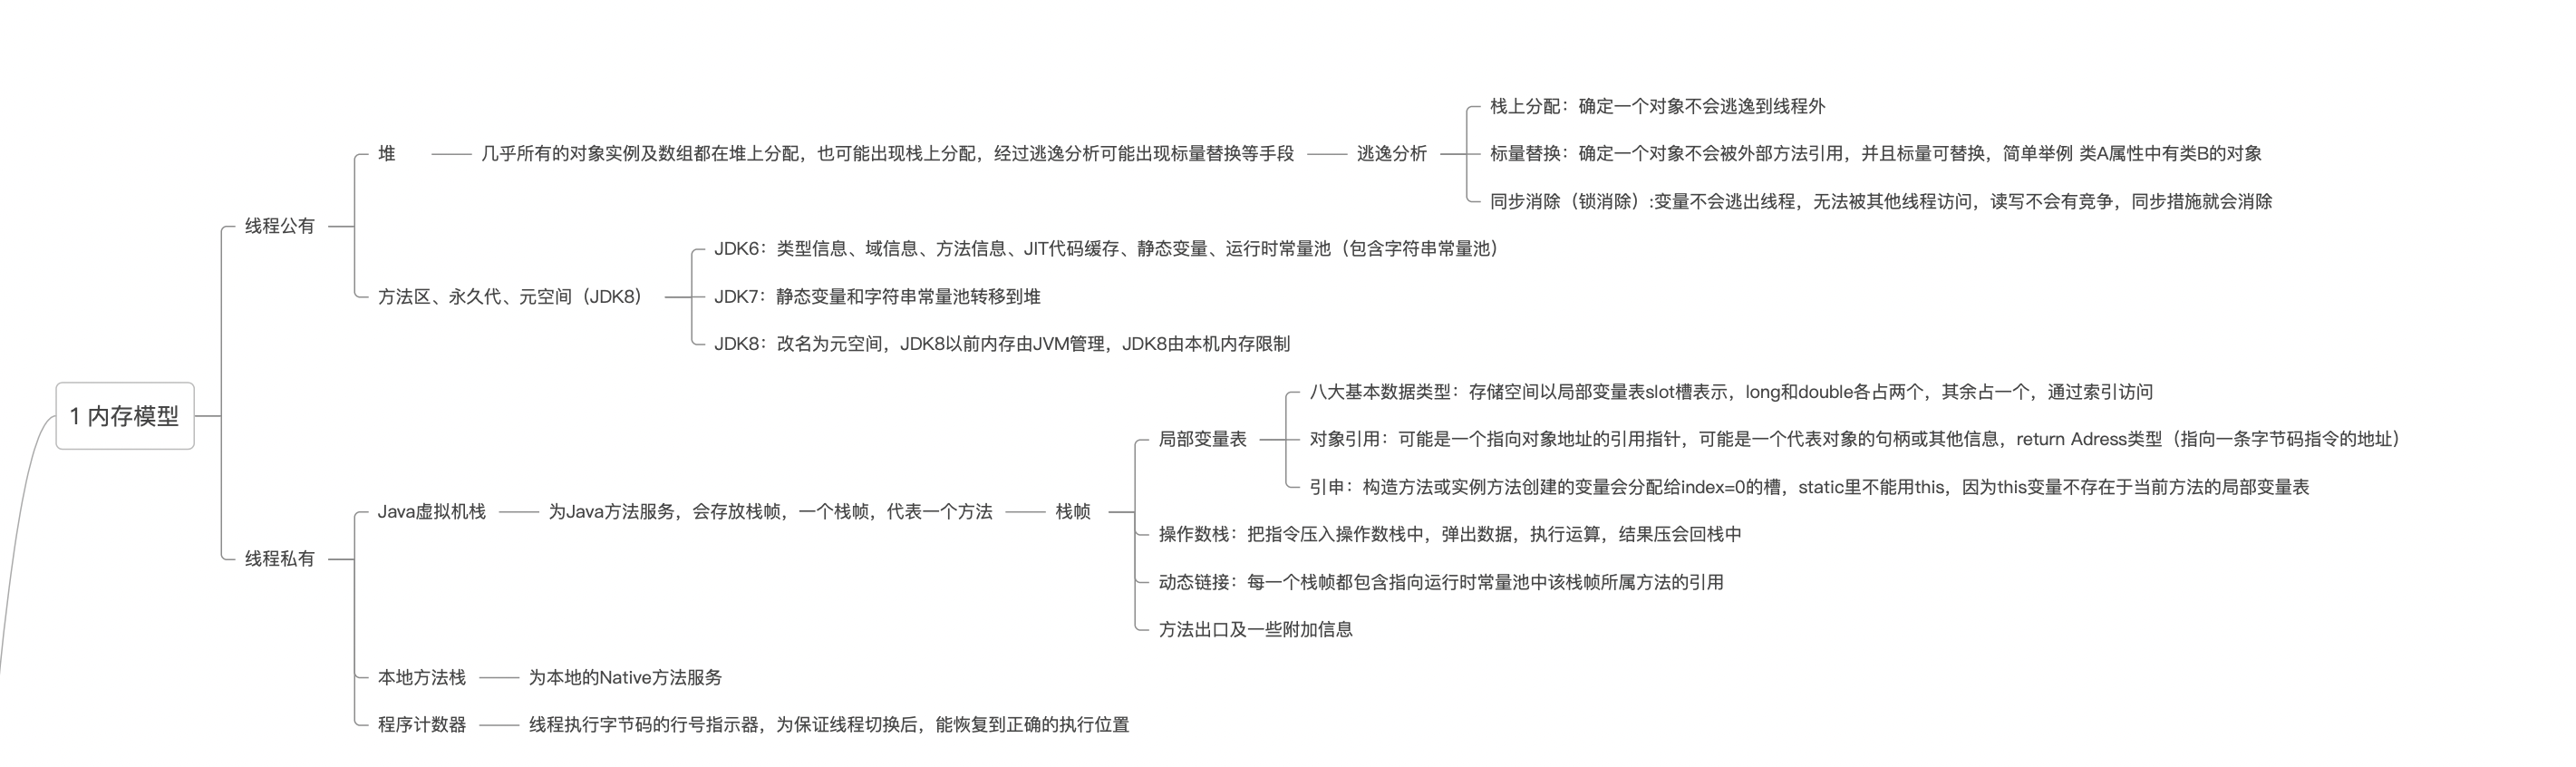 1 内存模型
线程公有
堆
几乎所有的对象实例及数组都在堆上分配，也可能出现栈上分配，经过逃逸分析可能出现标量替换等手段
逃逸分析
栈上分配：确定一个对象不会逃逸到线程外
标量替换：确定一个对象不会被外部方法引用，并且标量可替换，简单举例 类A属性中有类B的对象
同步消除（锁消除）:变量不会逃出线程，无法被其他线程访问，读写不会有竞争，同步措施就会消除
方法区、永久代、元空间（JDK8）
JDK6：类型信息、域信息、方法信息、JIT代码缓存、静态变量、运行时常量池（包含字符串常量池）
JDK7：静态变量和字符串常量池转移到堆
JDK8：改名为元空间，JDK8以前内存由JVM管理，JDK8由本机内存限制
线程私有
Java虚拟机栈
为Java方法服务，会存放栈帧，一个栈帧，代表一个方法
栈帧
局部变量表
八大基本数据类型：存储空间以局部变量表slot槽表示，long和double各占两个，其余占一个，通过索引访问
对象引用：可能是一个指向对象地址的引用指针，可能是一个代表对象的句柄或其他信息，return Adress类型（指向一条字节码指令的地址）
引申：构造方法或实例方法创建的变量会分配给index=0的槽，static里不能用this，因为this变量不存在于当前方法的局部变量表
操作数栈：把指令压入操作数栈中，弹出数据，执行运算，结果压会回栈中
动态链接：每一个栈帧都包含指向运行时常量池中该栈帧所属方法的引用
方法出口及一些附加信息
本地方法栈
为本地的Native方法服务
程序计数器
线程执行字节码的行号指示器，为保证线程切换后，能恢复到正确的执行位置